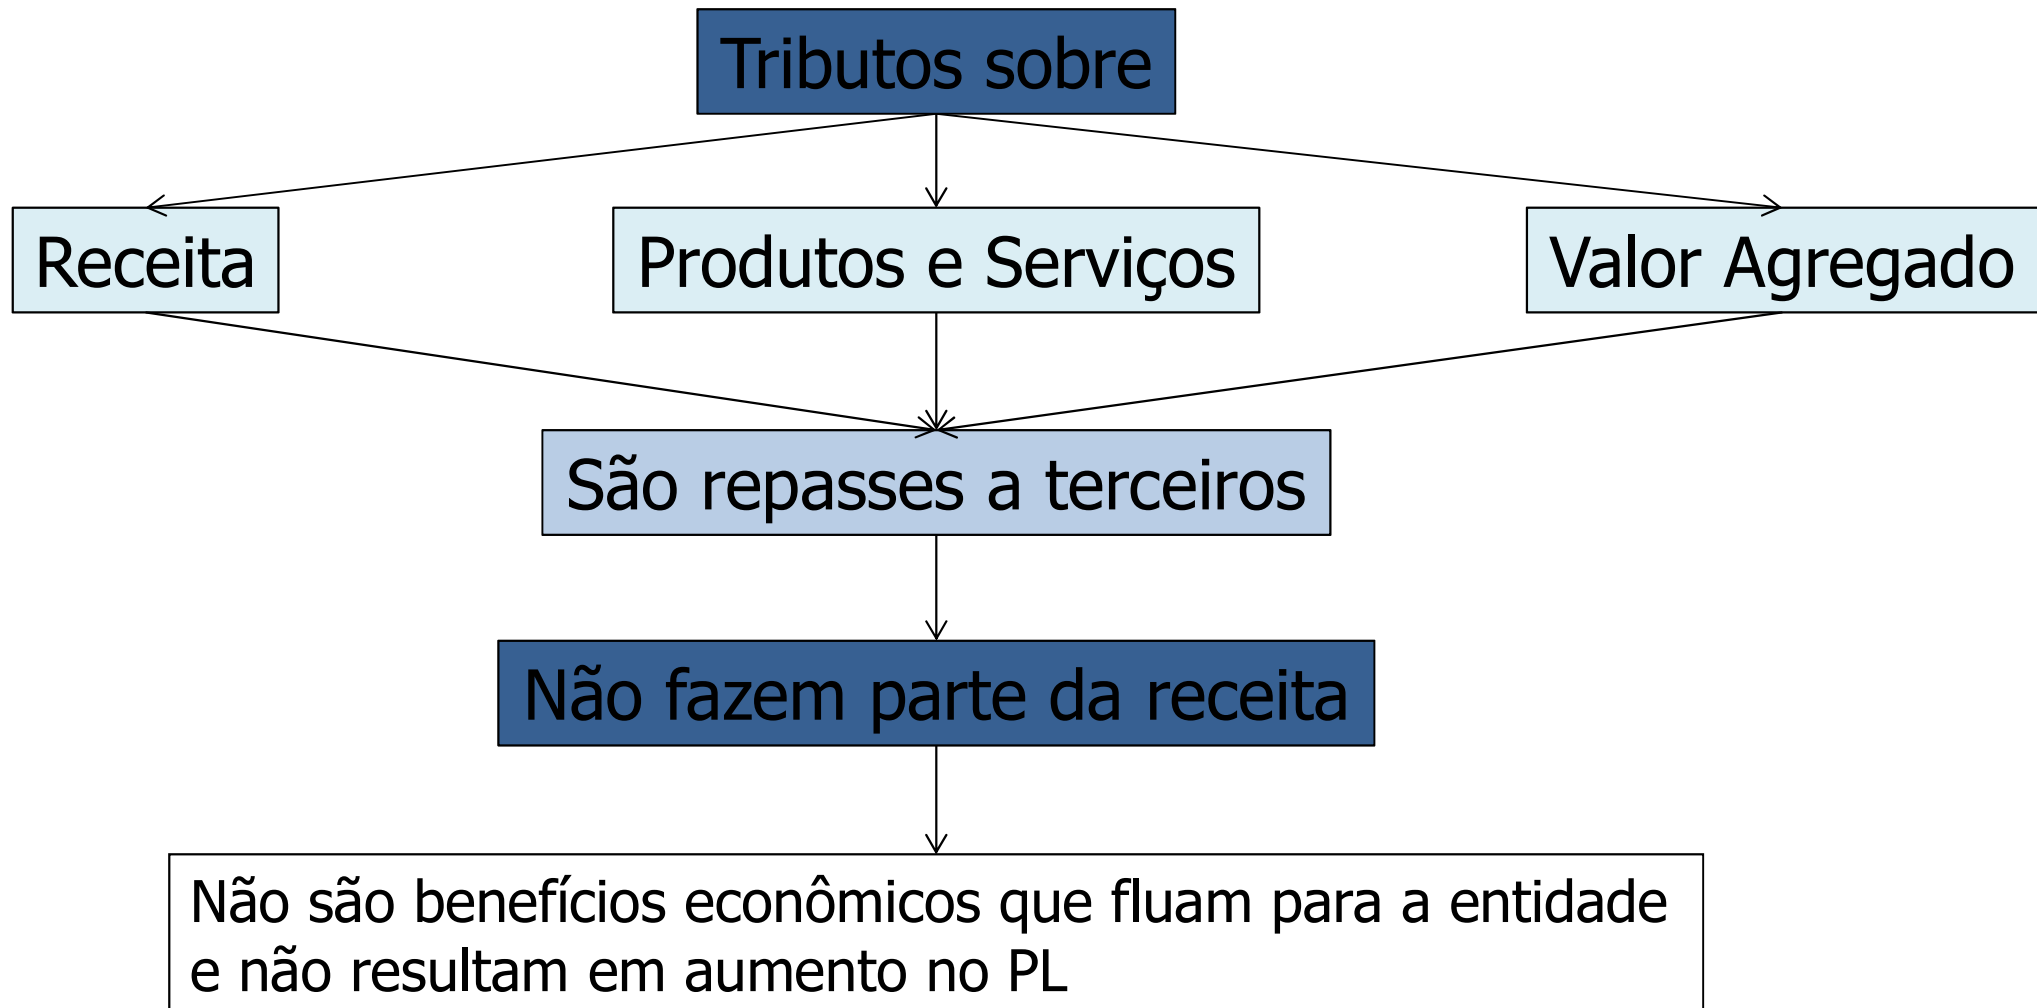 Tributos sobre
Receita
Produtos e Serviços
Valor Agregado
São repasses a terceiros
Não fazem parte da receita
Não são benefícios econômicos que fluam para a entidade
e não resultam em aumento no PL